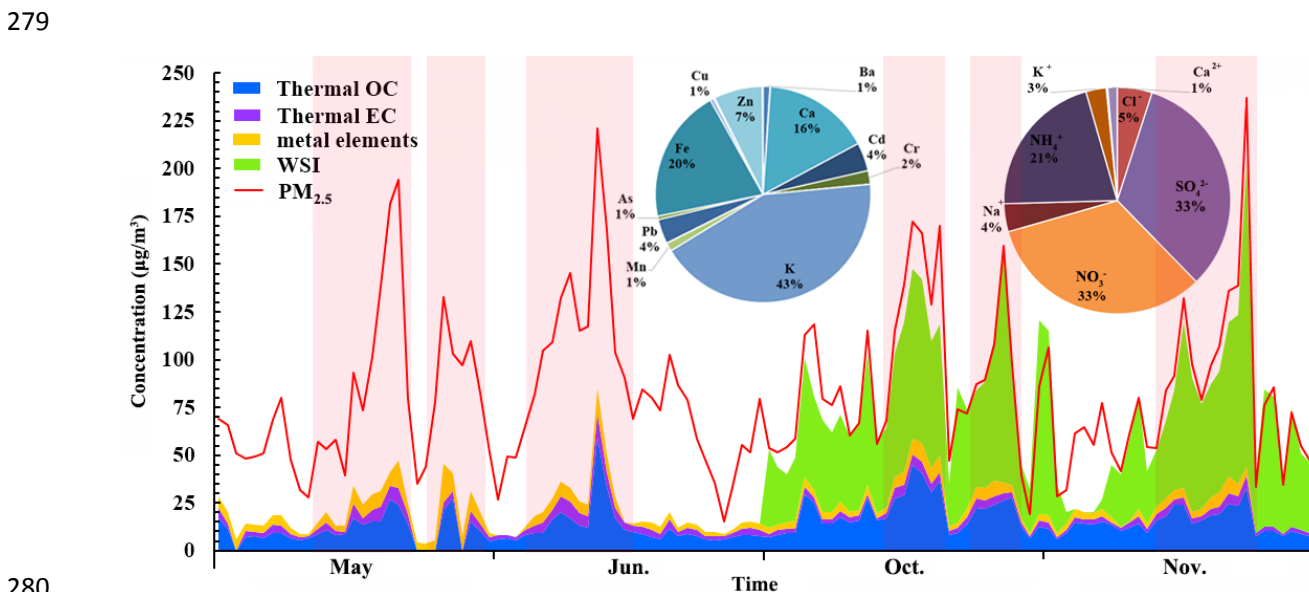 279
250
225
200
175
150
125
100
75
50
25
0
Concentration (µg/m³)
Thermal OC
Thermal EC
metal elements
WSI
PM₂.₅
Cu
1%
Zn
7%
Ba
1%
Ca
16%
Cd
4%
Cr
2%
Fe
20%
As
1%
Pb
4%
Mn
1%
K
43%
K⁺
3%
Ca²⁺
1%
Cl⁻
5%
NH₄⁺
21%
SO₄²⁻
33%
Na⁺
4%
NO₃⁻
33%
May
Jun.
Oct.
Nov.
Time
280